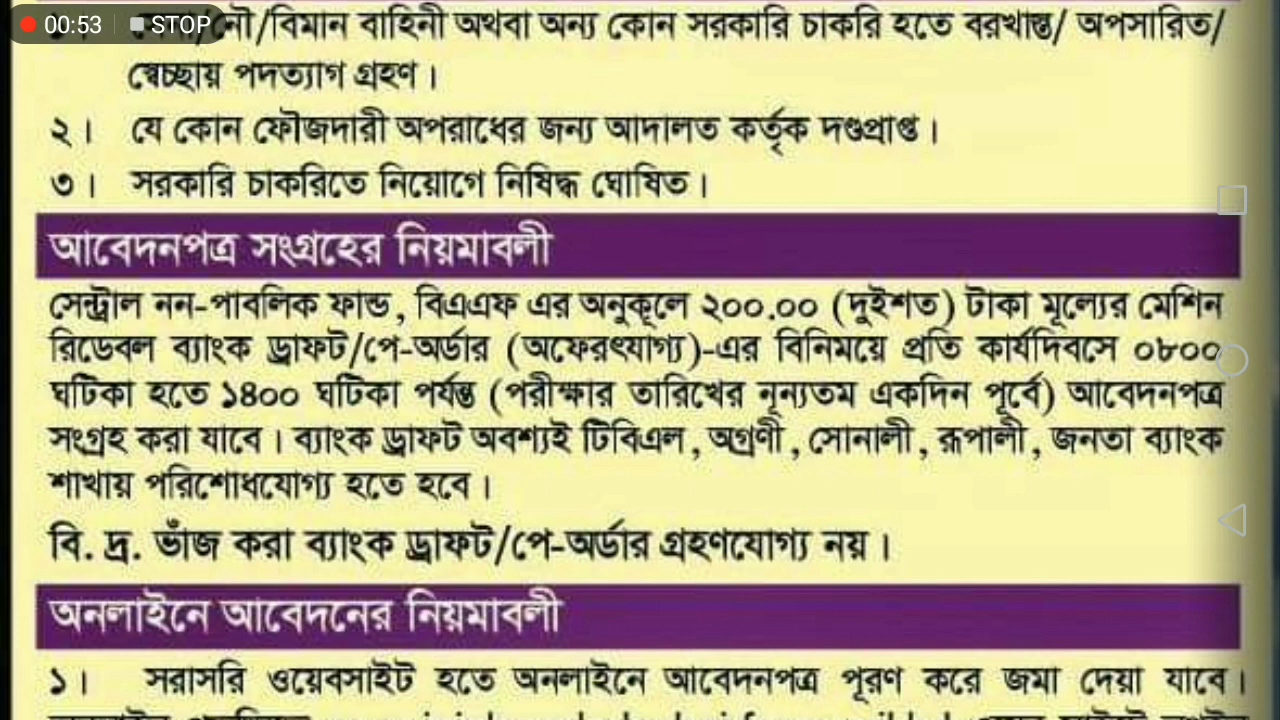 00:53 STOP
নৌ/বিমান বাহিনী অথবা অন্য কোন সরকারি চাকরি হতে বরখাস্ত/ অপসারিত/
স্বেচ্ছায় পদত্যাগ গ্রহণ।
২। যে কোন ফৌজদারী অপরাধের জন্য আদালত কর্তৃক দণ্ডপ্রাপ্ত।
৩। সরকারি চাকরিতে নিয়োগে নিষিদ্ধ ঘোষিত।
আবেদনপত্র সংগ্রহের নিয়মাবলী
সেন্ট্রাল নন-পাবলিক ফান্ড, বিএএফ এর অনুকূলে ২০০.০০ (দুইশত) টাকা মূল্যের মেশিন
রিডেবল ব্যাংক ড্রাফট/পে-অর্ডার (অফেরৎযাগ্য)-এর বিনিময়ে প্রতি কার্যদিবসে ০৮০০
ঘটিকা হতে ১৪০০ ঘটিকা পর্যন্ত (পরীক্ষার তারিখের নূন্যতম একদিন পূর্বে) আবেদনপত্র
সংগ্রহ করা যাবে। ব্যাংক ড্রাফট অবশ্যই টিবিএল, অগ্রণী, সোনালী, রূপালী, জনতা ব্যাংক
শাখায় পরিশোধযোগ্য হতে হবে।
বি. দ্র. ভাঁজ করা ব্যাংক ড্রাফট/পে-অর্ডার গ্রহণযোগ্য নয়।
অনলাইনে আবেদনের নিয়মাবলী
১। সরাসরি ওয়েবসাইট হতে অনলাইনে আবেদনপত্র পূরণ করে জমা দেয়া যাবে।